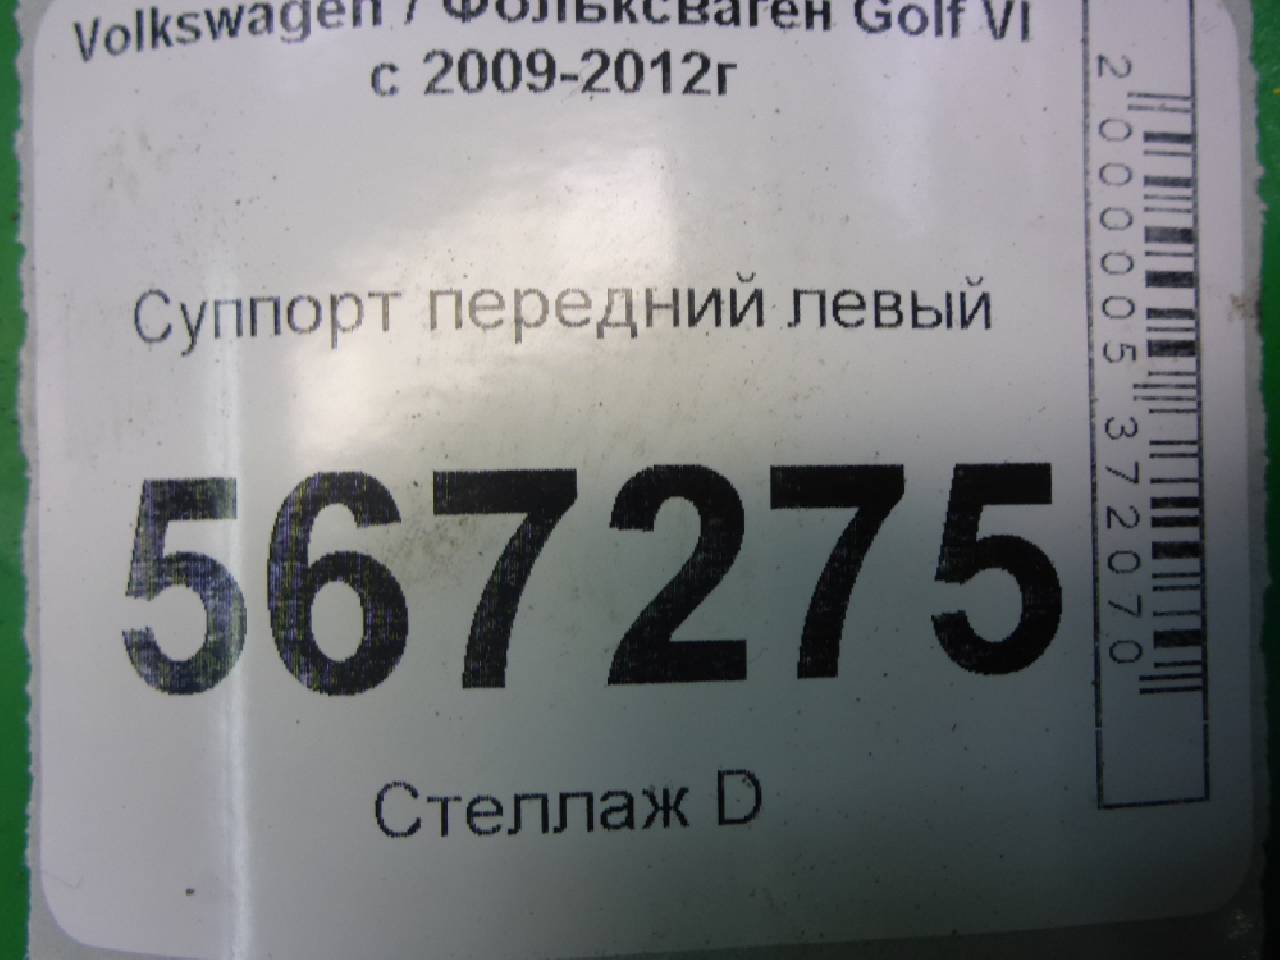 Volkswagen / Фольксваген Golf VI
с 2009-2012г
Суппорт передний левый
567275
Стеллаж D
2000005372070